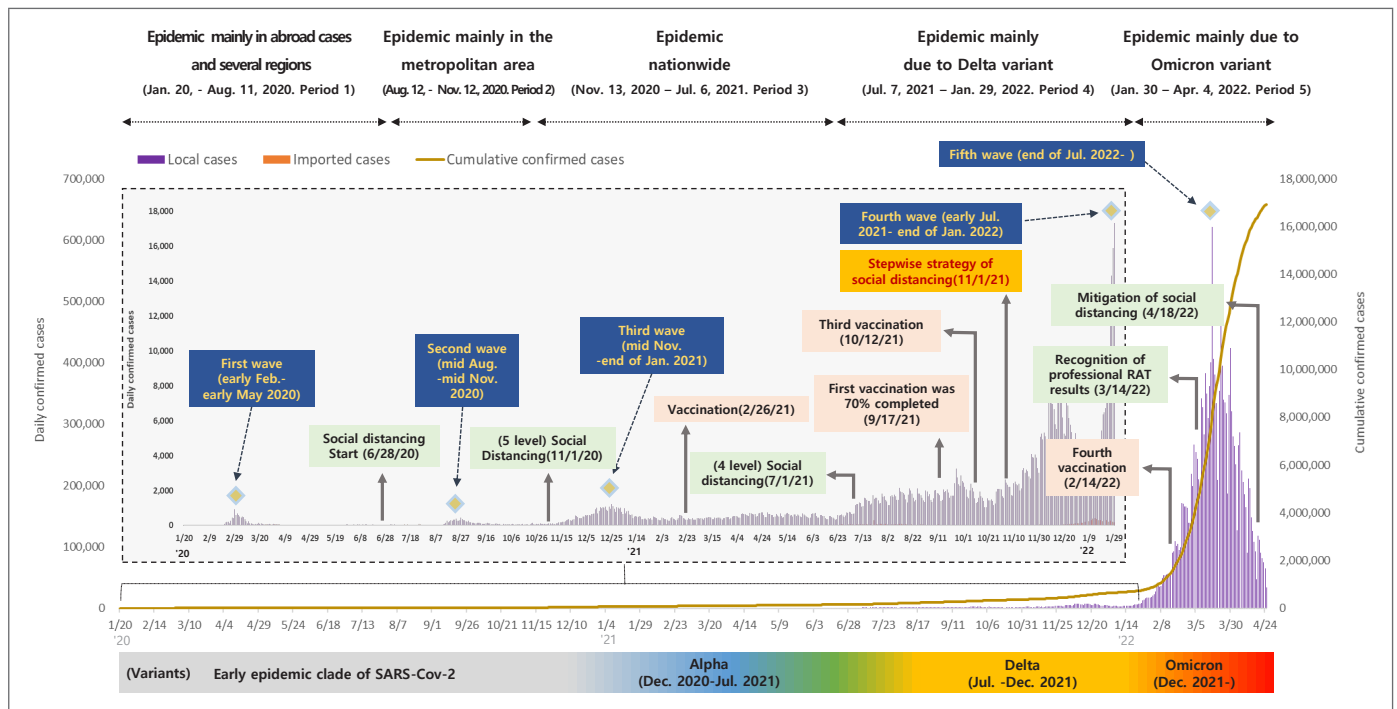 Epidemic mainly in abroad cases
and several regions
(Jan. 20, - Aug. 11, 2020. Period 1)
Epidemic mainly in the
metropolitan area
(Aug. 12, - Nov. 12, 2020. Period 2)
Epidemic
nationwide
(Nov. 13, 2020 – Jul. 6, 2021. Period 3)
Epidemic mainly
due to Delta variant
(Jul. 7, 2021 – Jan. 29, 2022. Period 4)
Epidemic mainly due to
Omicron variant
(Jan. 30 – Apr. 4, 2022. Period 5)
Local cases
Imported cases
Cumulative confirmed cases
Fifth wave (end of Jul. 2022- )
Daily confirmed cases
700,000
600,000
500,000
400,000
300,000
200,000
100,000
0
Daily confirmed cases
18,000
16,000
14,000
12,000
10,000
8,000
6,000
4,000
2,000
0
First wave
(early Feb.-
early May 2020)
Social distancing
Start (6/28/20)
Second wave
(mid Aug.
-mid Nov.
2020)
(5 level) Social
Distancing(11/1/20)
Third wave
(mid Nov.
-end of Jan. 2021)
Vaccination(2/26/21)
(4 level) Social
distancing(7/1/21)
Fourth wave (early Jul.
2021- end of Jan. 2022)
Stepwise strategy of
social distancing(11/1/21)
Third vaccination
(10/12/21)
First vaccination was
70% completed
(9/17/21)
Mitigation of social
distancing (4/18/22)
Recognition of
professional RAT
results (3/14/22)
Fourth
vaccination
(2/14/22)
1/20 2/9 2/29 3/20 4/9 4/29 5/19 6/8 6/28 7/18 8/7 8/27 9/16 10/6 10/26 11/15 12/5 12/25 1/14 2/3 2/23 3/15 4/4 4/24 5/14 6/3 6/23 7/13 8/2 8/22 9/11 10/1 10/21 11/10 11/30 12/20 1/9 1/29
'20 '21 '22
18,000,000
16,000,000
14,000,000
12,000,000
10,000,000
8,000,000
6,000,000
4,000,000
2,000,000
0
Cumulative confirmed cases
1/20 2/14 3/10 4/4 4/29 5/24 6/18 7/13 8/7 9/1 9/26 10/21 11/15 12/10 1/4 1/29 2/23 3/20 4/14 5/9 6/3 6/28 7/23 8/17 9/11 10/6 10/31 11/25 12/20 1/14 2/8 3/5 3/30 4/24
'20 '21 '22
(Variants) Early epidemic clade of SARS-Cov-2
Alpha
(Dec. 2020-Jul. 2021)
Delta
(Jul. -Dec. 2021)
Omicron
(Dec. 2021-)